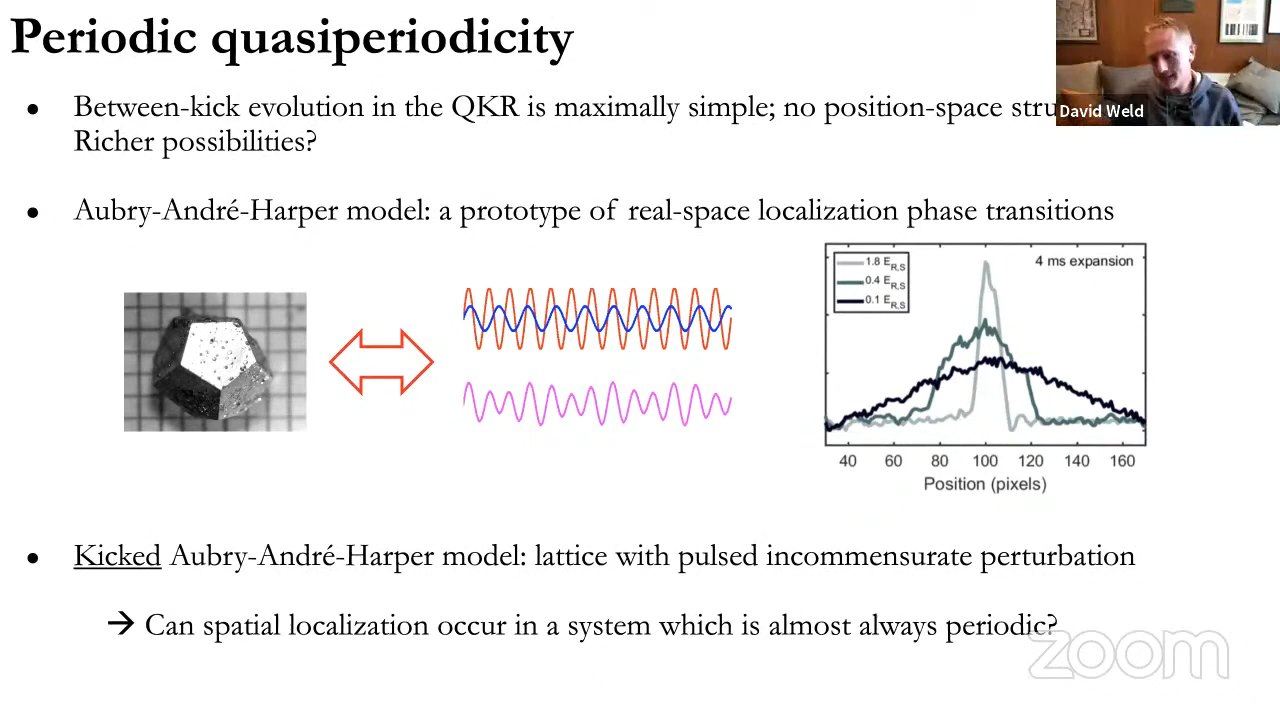 Periodic quasiperiodicity
David Weld
• Between-kick evolution in the QKR is maximally simple; no position-space
Richer possibilities?
• Aubry-André-Harper model: a prototype of real-space localization phase transitions
1.8 E_R,S
0.4 E_R,S
0.1 E_R,S
4 ms expansion
40 60 80 100 120 140 160
Position (pixels)
• Kicked Aubry-André-Harper model: lattice with pulsed incommensurate perturbation
→ Can spatial localization occur in a system which is almost always periodic?
zoom